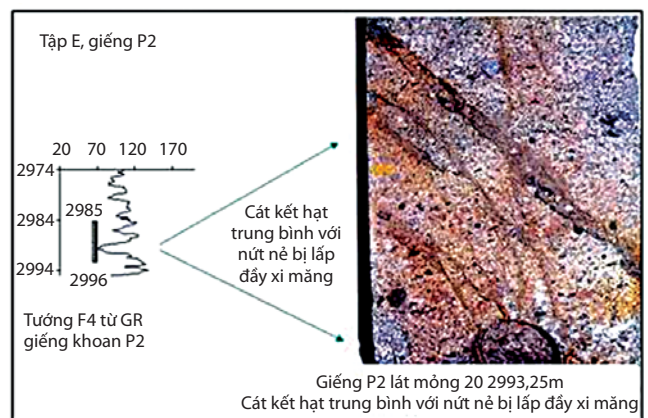 Tập E, giếng P2
20 70 120 170
2974
2984
2985
2994
2996
Tướng F4 từ GR
giếng khoan P2
Cát kết hạt
trung bình với
nứt nẻ bị lấp
đầy xi măng
Giếng P2 lát mỏng 20 2993,25m
Cát kết hạt trung bình với nứt nẻ bị lấp đầy xi măng